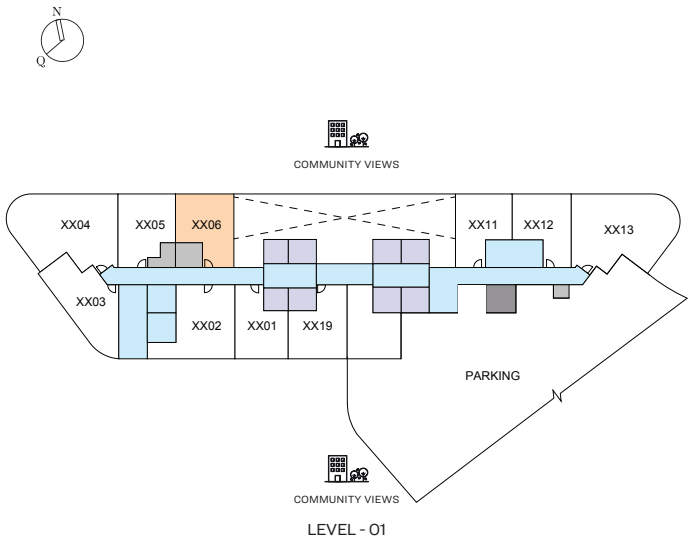 N
Q
COMMUNITY VIEWS
XX04
XX05
XX06
XX11
XX12
XX13
XX03
XX02
XX01
XX19
PARKING
COMMUNITY VIEWS
LEVEL - 01